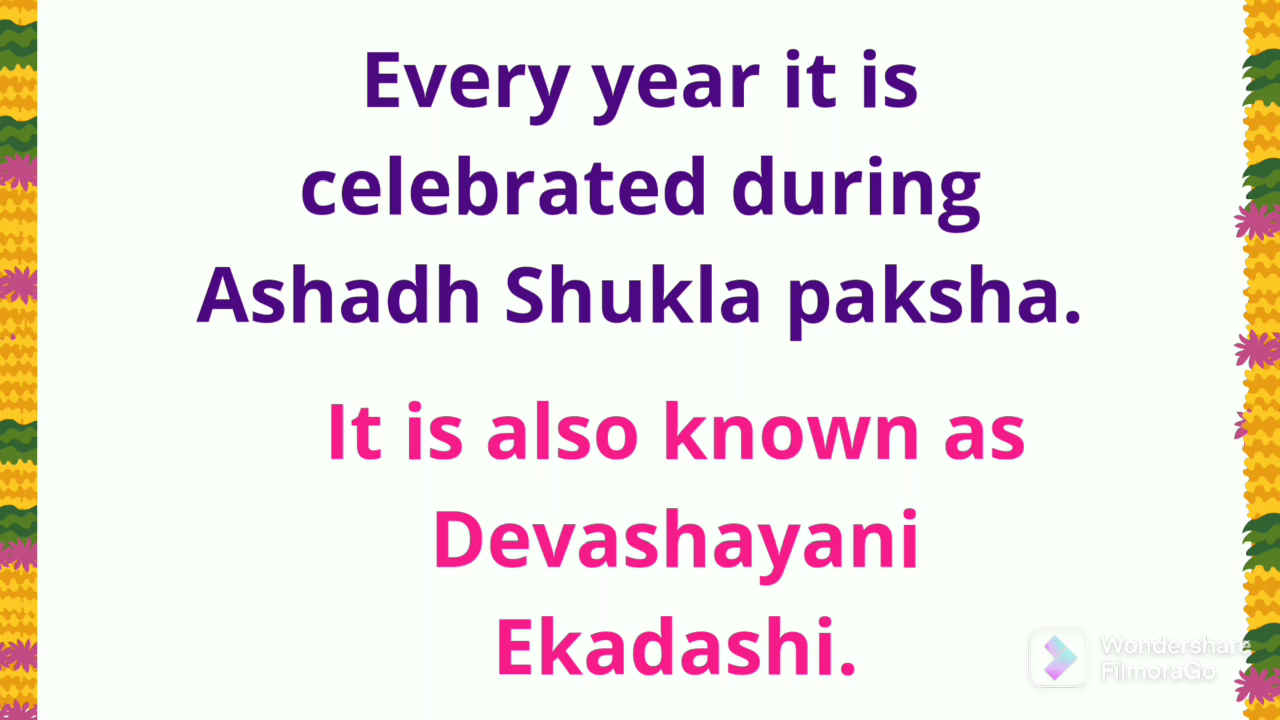 Every year it is
celebrated during
Ashadh Shukla paksha.
It is also known as
Devashayani
Ekadashi.
Wondershare
FilmoraGo